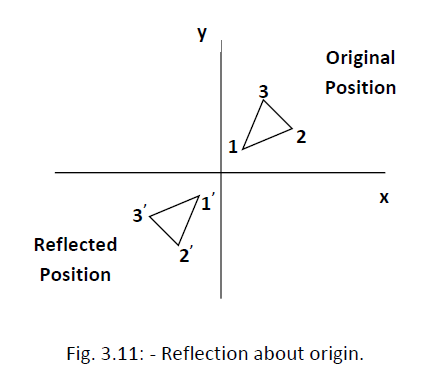 y
Original
Position
3
2
1
x
1′
3′
2′
Reflected
Position
Fig. 3.11: - Reflection about origin.